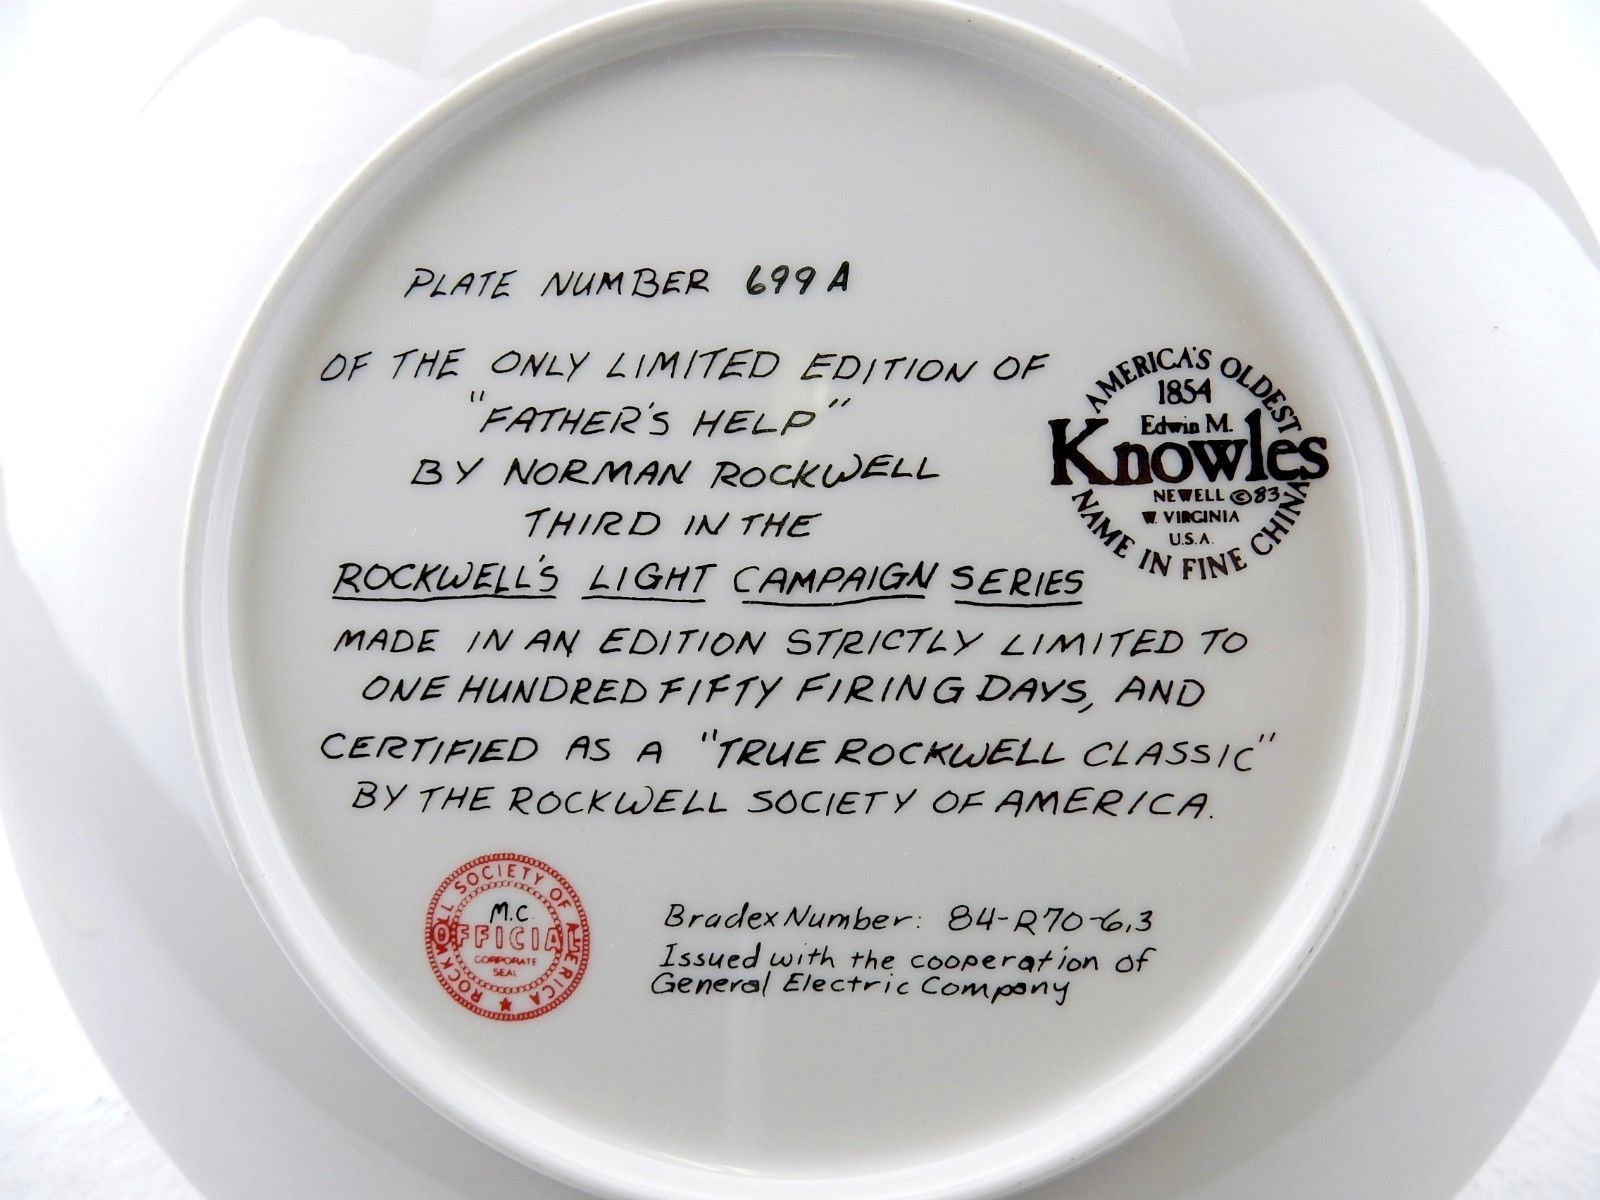 PLATE NUMBER 699A
OF THE ONLY LIMITED EDITION OF
"FATHER'S HELP"
BY NORMAN ROCKWELL
THIRD IN THE
ROCKWELL'S LIGHT CAMPAIGN SERIES
MADE IN AN EDITION STRICTLY LIMITED TO
ONE HUNDRED FIFTY FIRING DAYS, AND
CERTIFIED AS A "TRUE ROCKWELL CLASSIC"
BY THE ROCKWELL SOCIETY OF AMERICA.
AMERICA'S OLDEST
1854
Edwin M.
Knowles
NEWELL ©83
W. VIRGINIA
U.S.A.
NAME IN FINE CHINA
ROCKWELL SOCIETY OF AMERICA
M.C.
OFFICIAL
CORPORATE
SEAL
Bradex Number: 84-R70-6.3
Issued with the cooperation of
General Electric Company